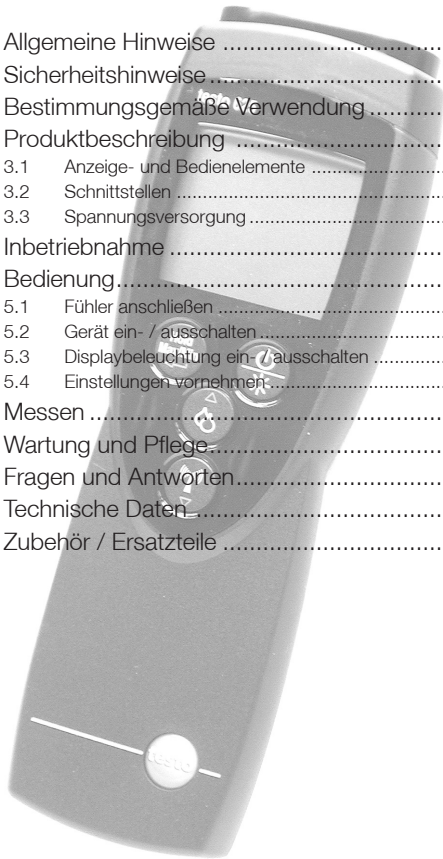 Allgemeine Hinweise ................................
Sicherheitshinweise ................................
Bestimmungsgemäße Verwendung ...........
Produktbeschreibung ..............................
3.1 Anzeige- und Bedienelemente ........................
3.2 Schnittstellen ................................................
3.3 Spannungsversorgung ...................................
Inbetriebnahme ......................................
Bedienung..............................................
5.1 Fühler anschließen .........................................
5.2 Gerät ein- / ausschalten .................................
5.3 Displaybeleuchtung ein- / ausschalten .............
5.4 Einstellungen vornehmen ...............................
Messen ..................................................
Wartung und Pflege ................................
Fragen und Antworten .............................
Technische Daten ...................................
Zubehör / Ersatzteile ...............................
testo